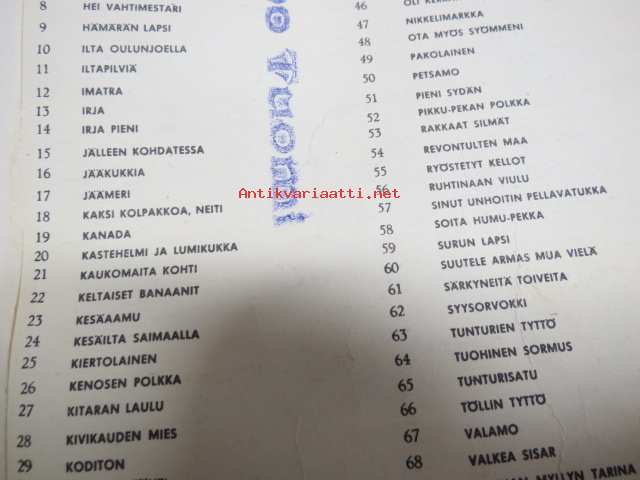 8 HEI VAHTIMESTARI
9 HÄMÄRÄN LAPSI
10 ILTA OULUNJOELLA
11 ILTAPILVIÄ
12 IMATRA
13 IRJA
14 IRJA PIENI
15 JÄLLEEN KOHDATESSA
16 JÄÄKUKKIA
17 JÄÄMERI
18 KAKSI KOLPAKKOA, NEITI
19 KANADA
20 KASTEHELMI JA LUMIKUKKA
21 KAUKOMAITA KOHTI
22 KELTAISET BANAANIT
23 KESÄAAMU
24 KESÄILTA SAIMAALLA
25 KIERTOLAINEN
26 KENOSEN POLKKA
27 KITARAN LAULU
28 KIVIKAUDEN MIES
29 KODITON
Tuomi
Antikvariaatti.net
46 OLI
47 NIKKELIMARKKA
48 OTA MYÖS SYÖMMENI
49 PAKOLAINEN
50 PETSAMO
51 PIENI SYDÄN
52 PIKKU-PEKAN POLKKA
53 RAKKAAT SILMÄT
54 REVONTULTEN MAA
55 RYÖSTETYT KELLOT
56 RUHTINAAN VIULU
57 SINUT UNHOITIN PELLAVATUKKA
58 SOITA HUMU-PEKKA
59 SURUN LAPSI
60 SUUTELE ARMAS MUA VIELÄ
61 SÄRKYNEITÄ TOIVEITA
62 SYYSORVOKKI
63 TUNTURIEN TYTTÖ
64 TUOHINEN SORMUS
65 TUNTURISATU
66 TÖLLIN TYTTÖ
67 VALAMO
68 VALKEA SISAR
MYLLYN TARINA